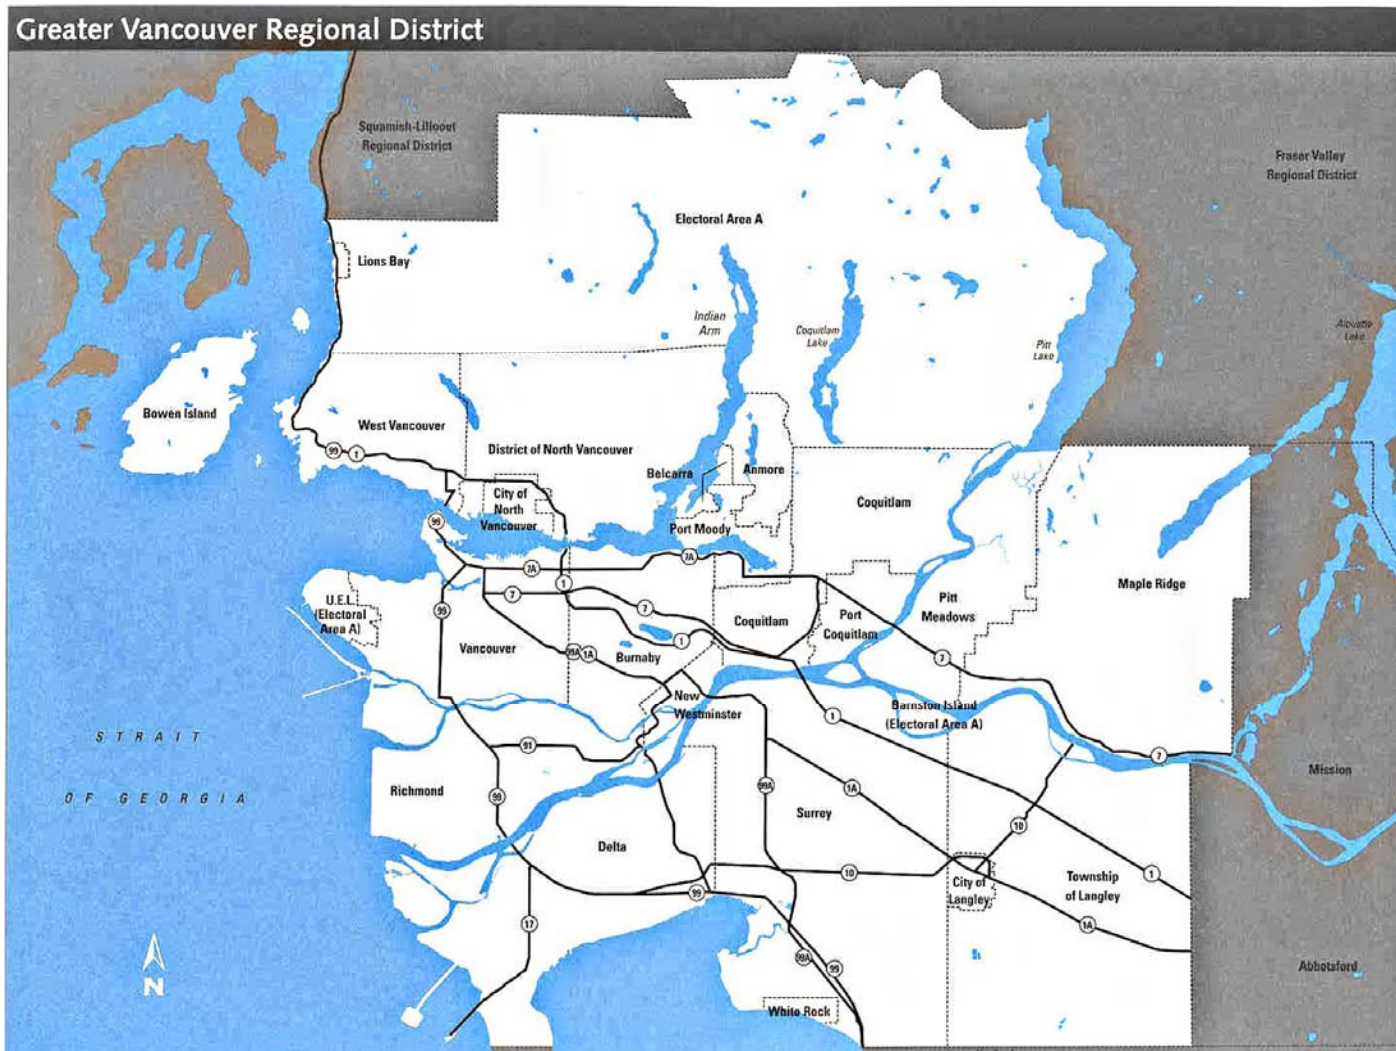 Greater Vancouver Regional District
Squamish-Lillooet
Regional District
Fraser Valley
Regional District
Electoral Area A
Lions Bay
Indian
Arm
Coquitlam
Lake
Pitt
Lake
Alouette
Lake
Bowen Island
West Vancouver
District of North Vancouver
Belcarra
Anmore
99
1
City of
North
Vancouver
Coquitlam
99
Port Moody
7A
7A
1
7
7
Maple Ridge
U.E.L.
(Electoral
Area A)
99
Pitt
Meadows
Port
Coquitlam
Coquitlam
1
Vancouver
99A
1A
Burnaby
7
New
Westminster
Barnston Island
(Electoral Area A)
1
STRAIT
OF GEORGIA
91
7
Mission
Richmond
99
99A
1A
Surrey
10
Delta
10
99
City of
Langley
Township
of Langley
1
17
1A
99A
99
Abbotsford
N
White Rock